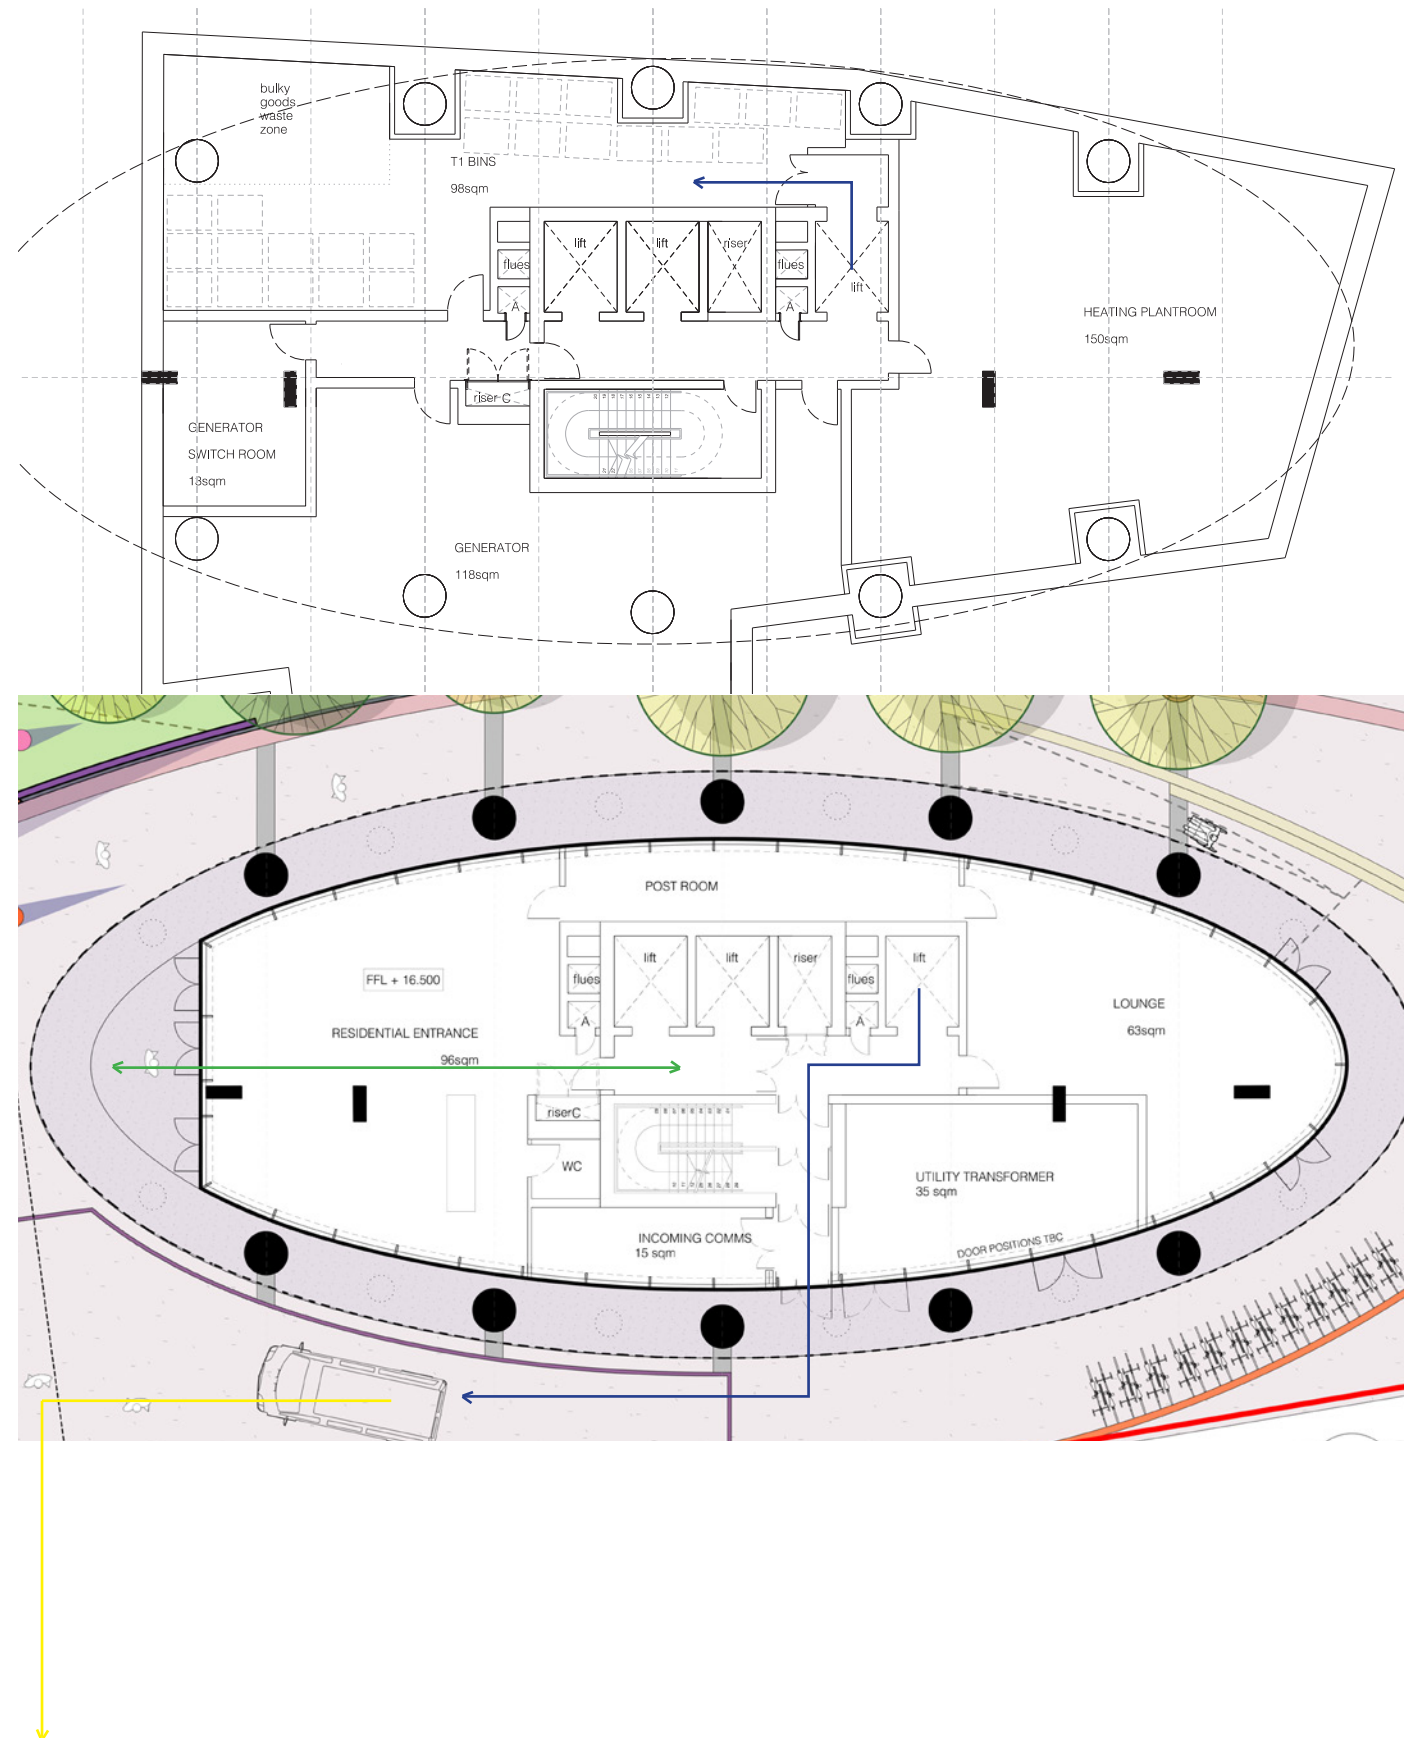 bulky
goods
waste
zone
T1 BINS
98sqm
lift
lift
riser
flues
flues
lift
A
A
HEATING PLANTROOM
150sqm
riser C
GENERATOR
SWITCH ROOM
13sqm
GENERATOR
118sqm
POST ROOM
lift
lift
riser
lift
flues
flues
FFL + 16.500
A
A
RESIDENTIAL ENTRANCE
96sqm
LOUNGE
63sqm
riserC
WC
UTILITY TRANSFORMER
35 sqm
INCOMING COMMS
15 sqm
DOOR POSITIONS TBC